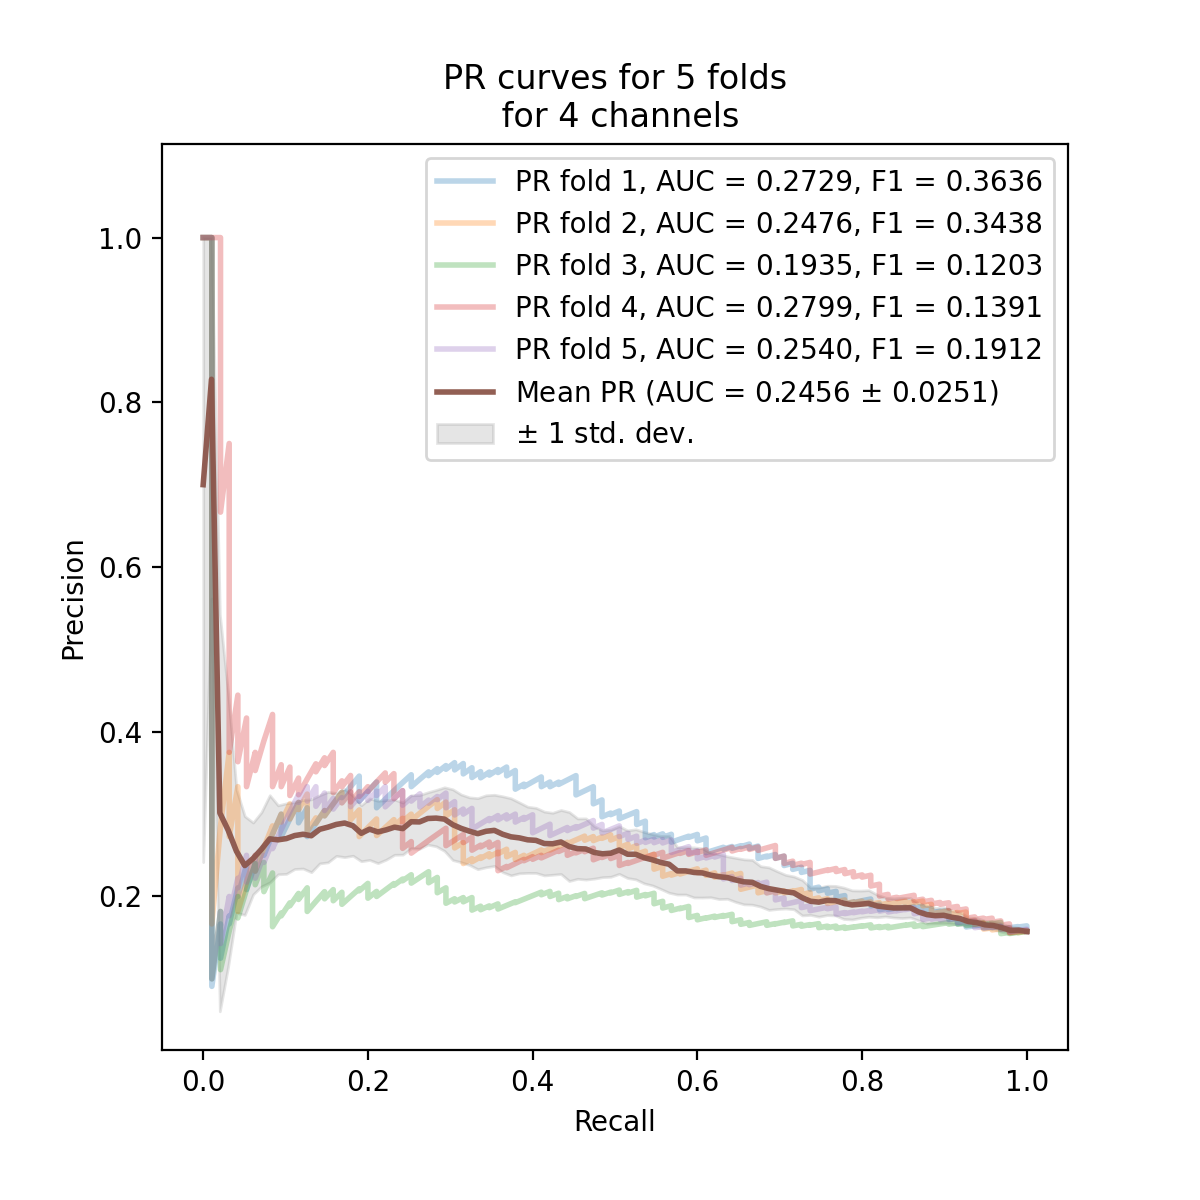 PR curves for 5 folds
for 4 channels
PR fold 1, AUC = 0.2729, F1 = 0.3636
PR fold 2, AUC = 0.2476, F1 = 0.3438
PR fold 3, AUC = 0.1935, F1 = 0.1203
PR fold 4, AUC = 0.2799, F1 = 0.1391
PR fold 5, AUC = 0.2540, F1 = 0.1912
Mean PR (AUC = 0.2456 ± 0.0251)
± 1 std. dev.
Precision
1.0
0.8
0.6
0.4
0.2
0.0 0.2 0.4 0.6 0.8 1.0
Recall